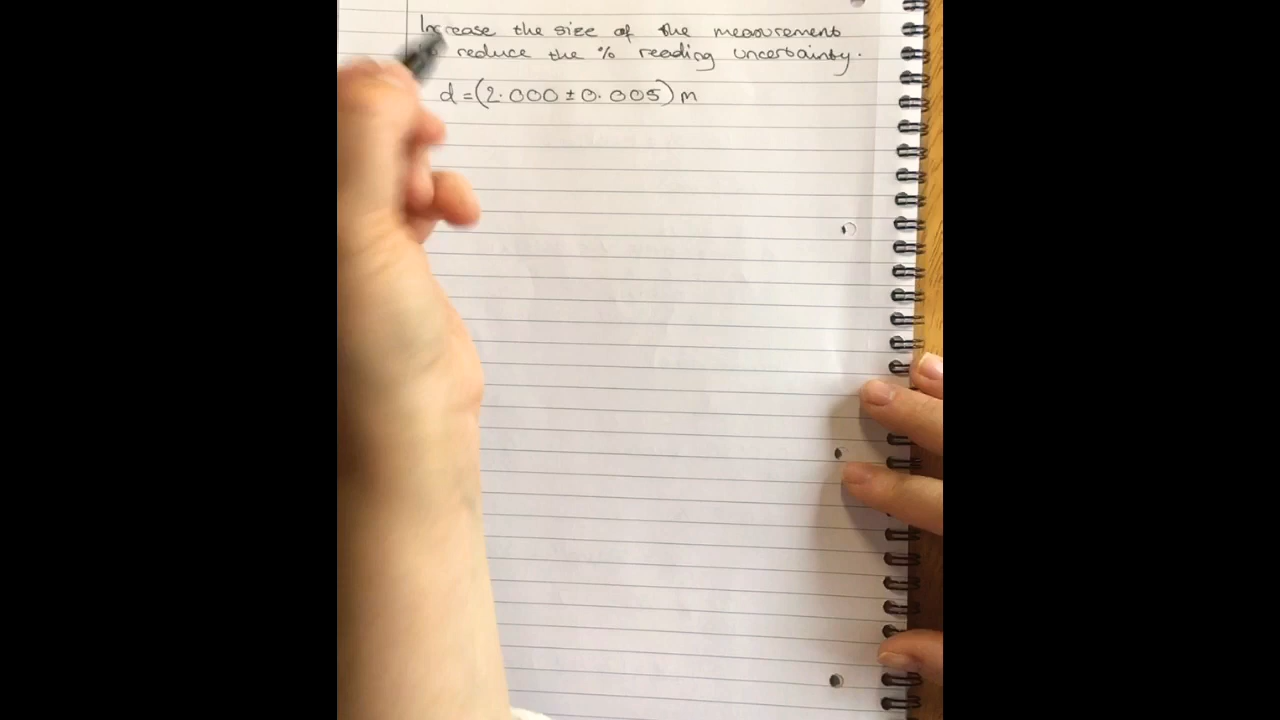 Increase the size of the measurement
reduce the % reading uncertainty.
d = (2.000 ± 0.005) m